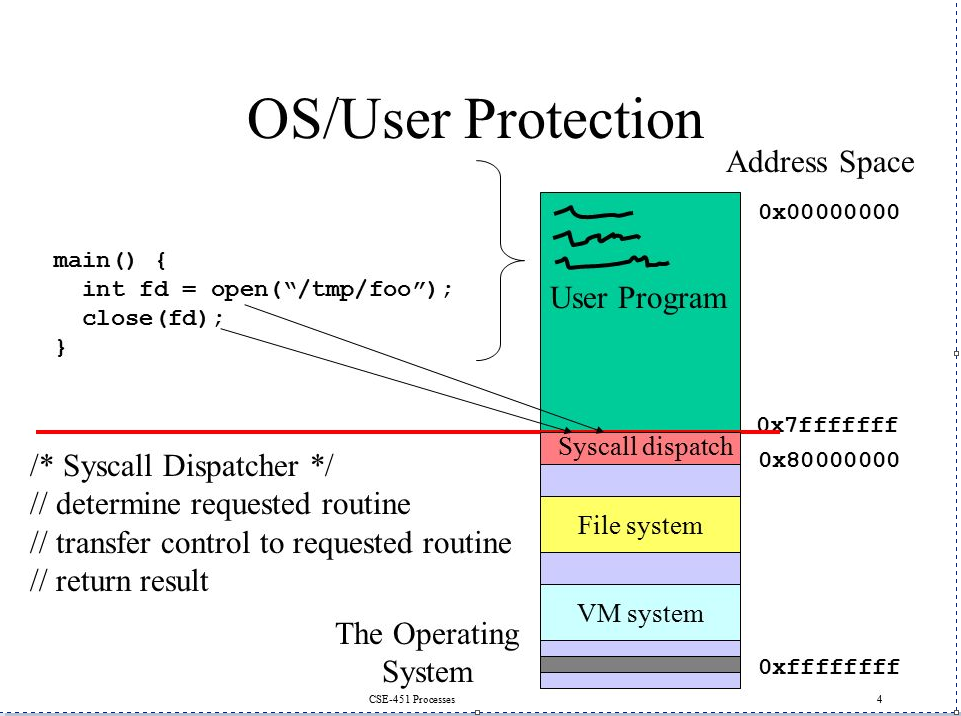 OS/User Protection
Address Space
0x00000000
main() {
int fd = open(“/tmp/foo”);
close(fd);
}
User Program
0x7fffffff
Syscall dispatch
0x80000000
/* Syscall Dispatcher */
// determine requested routine
// transfer control to requested routine
// return result
File system
VM system
The Operating
System
0xffffffff
CSE-451 Processes
4